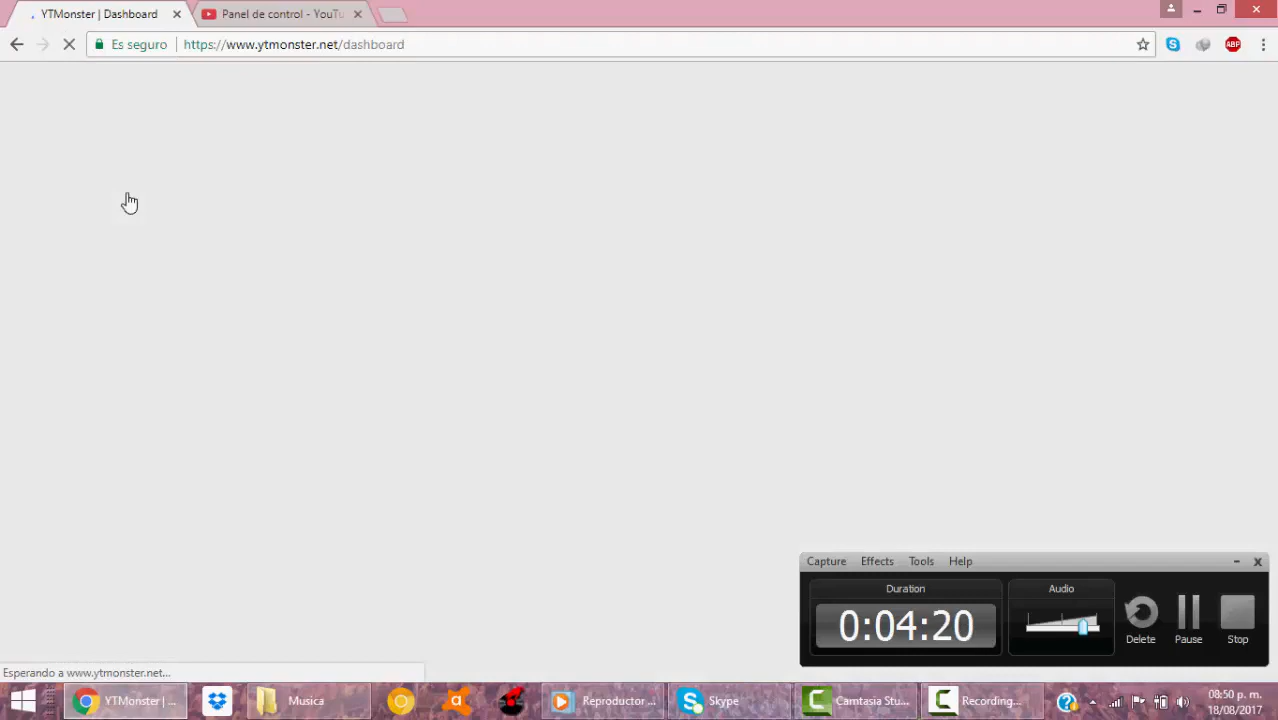 YTMonster | Dashboard
Panel de control - YouTu
Es seguro
https://www.ytmonster.net/dashboard
ABP
Capture Effects Tools Help
Duration
Audio
0:04:20
Delete
Pause
Stop
Esperando a www.ytmonster.net...
YTMonster | ...
Musica
Reproductor ...
Skype
Camtasia Stu...
Recording...
08:50 p. m.
18/08/2017